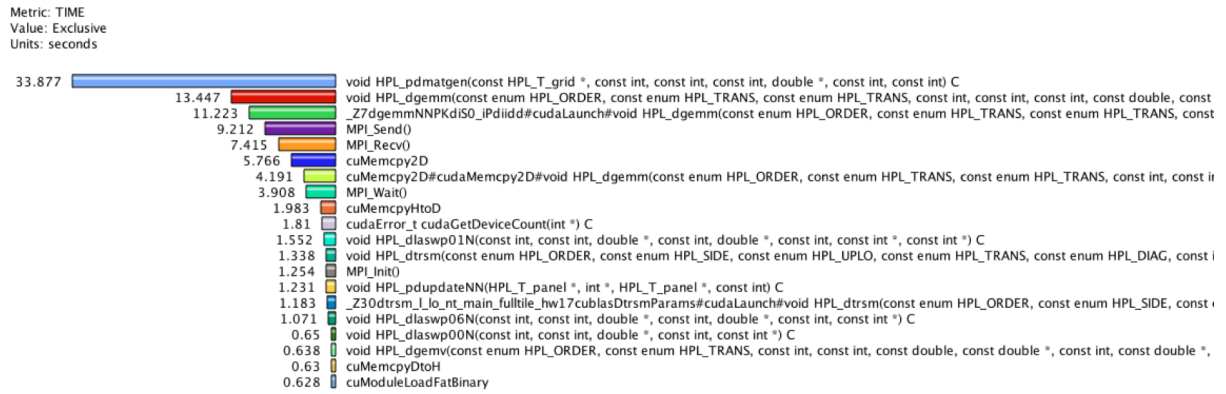 Metric: TIME
Value: Exclusive
Units: seconds
33.877 void HPL_pdmatgen(const HPL_T_grid *, const int, const int, const int, double *, const int, const int) C
13.447 void HPL_dgemm(const enum HPL_ORDER, const enum HPL_TRANS, const enum HPL_TRANS, const int, const int, const int, const double, const
11.223 _Z7dgemmNNPKdiS0_iPdiidd#cudaLaunch#void HPL_dgemm(const enum HPL_ORDER, const enum HPL_TRANS, const enum HPL_TRANS, const
9.212 MPI_Send()
7.415 MPI_Recv()
5.766 cuMemcpy2D
4.191 cuMemcpy2D#cudaMemcpy2D#void HPL_dgemm(const enum HPL_ORDER, const enum HPL_TRANS, const enum HPL_TRANS, const int, const in
3.908 MPI_Wait()
1.983 cuMemcpyHtoD
1.81 cudaError_t cudaGetDeviceCount(int *) C
1.552 void HPL_dlaswp01N(const int, const int, double *, const int, double *, const int, const int *, const int *) C
1.338 void HPL_dtrsm(const enum HPL_ORDER, const enum HPL_SIDE, const enum HPL_UPLO, const enum HPL_TRANS, const enum HPL_DIAG, const i
1.254 MPI_Init()
1.231 void HPL_pdupdateNN(HPL_T_panel *, int *, HPL_T_panel *, const int) C
1.183 _Z30dtrsm_l_lo_nt_main_fulltile_hw17cublasDtrsmParams#cudaLaunch#void HPL_dtrsm(const enum HPL_ORDER, const enum HPL_SIDE, const
1.071 void HPL_dlaswp06N(const int, const int, double *, const int, double *, const int, const int *) C
0.65 void HPL_dlaswp00N(const int, const int, double *, const int, const int *) C
0.638 void HPL_dgemv(const enum HPL_ORDER, const enum HPL_TRANS, const int, const int, const double, const double *, const int, const double *,
0.63 cuMemcpyDtoH
0.628 cuModuleLoadFatBinary